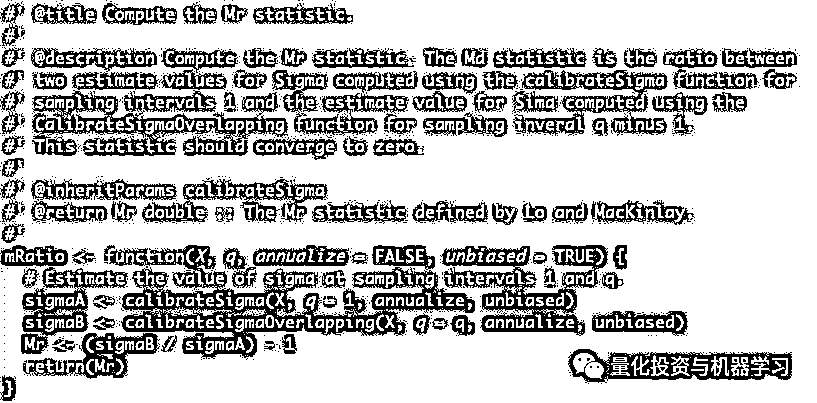 #' @title Compute the Mr statistic.
#'
#' @description Compute the Mr statistic. The Md statistic is the ratio between
#' two estimate values for Sigma computed using the calibrateSigma function for
#' sampling intervals 1 and the estimate value for Sima computed using the
#' CalibrateSigmaOverlapping function for sampling inveral q minus 1.
#' This statistic should converge to zero.
#'
#' @inheritParams calibrateSigma
#' @return Mr double :: The Mr statistic defined by Lo and MacKinlay.
#'
mRatio <- function(X, q, annualize = FALSE, unbiased = TRUE) {
# Estimate the value of sigma at sampling intervals 1 and q.
sigmaA <- calibrateSigma(X, q = 1, annualize, unbiased)
sigmaB <- calibrateSigmaOverlapping(X, q = q, annualize, unbiased)
Mr <- (sigmaB / sigmaA) - 1
return(Mr)
}
量化投资与机器学习